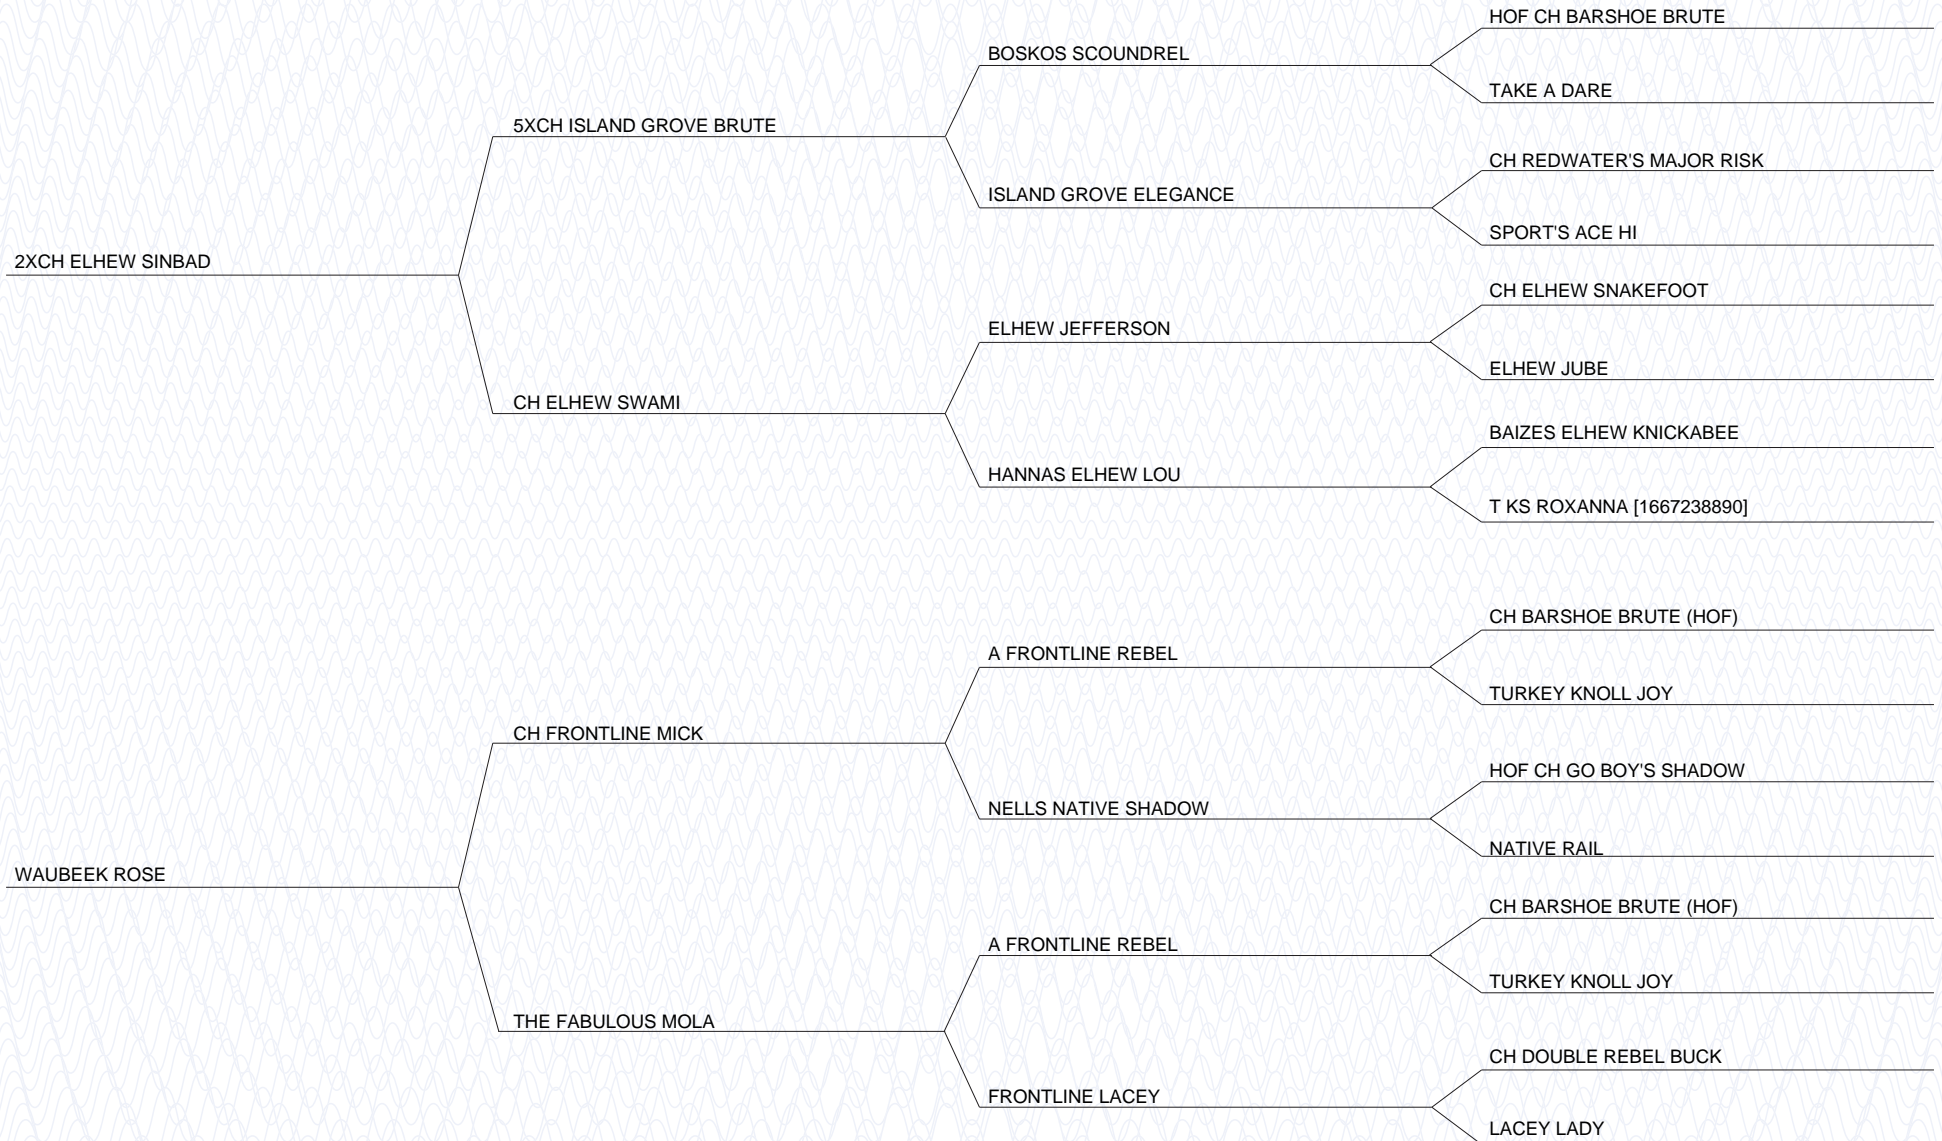 HOF CH BARSHOE BRUTE
BOSKOS SCOUNDREL
TAKE A DARE
5XCH ISLAND GROVE BRUTE
CH REDWATER'S MAJOR RISK
ISLAND GROVE ELEGANCE
SPORT'S ACE HI
2XCH ELHEW SINBAD
CH ELHEW SNAKEFOOT
ELHEW JEFFERSON
ELHEW JUBE
CH ELHEW SWAMI
BAIZES ELHEW KNICKABEE
HANNAS ELHEW LOU
T KS ROXANNA [1667238890]
CH BARSHOE BRUTE (HOF)
A FRONTLINE REBEL
TURKEY KNOLL JOY
CH FRONTLINE MICK
HOF CH GO BOY'S SHADOW
NELLS NATIVE SHADOW
NATIVE RAIL
WAUBEEK ROSE
CH BARSHOE BRUTE (HOF)
A FRONTLINE REBEL
TURKEY KNOLL JOY
THE FABULOUS MOLA
CH DOUBLE REBEL BUCK
FRONTLINE LACEY
LACEY LADY